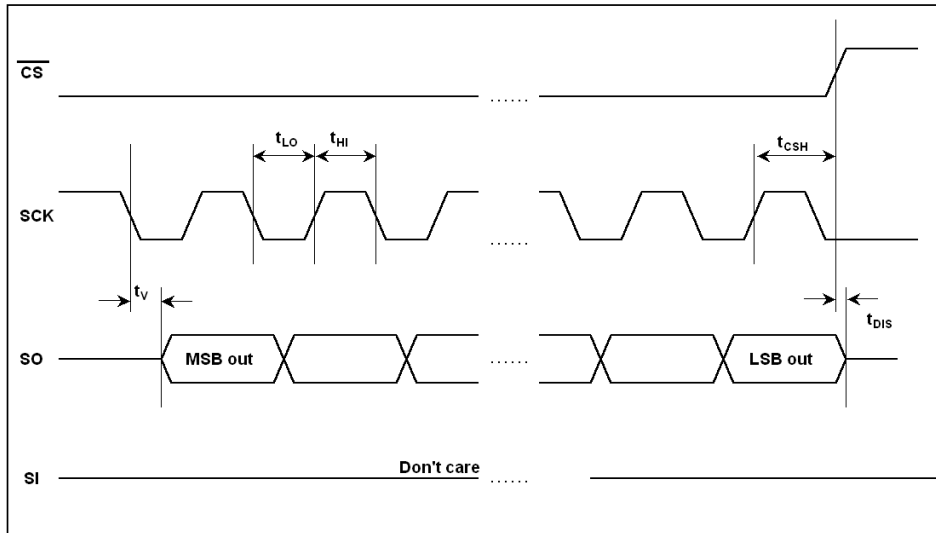 CS
......
tLO
tHI
tCSH
SCK
......
tV
tDIS
SO
MSB out
......
LSB out
SI
Don't care
......